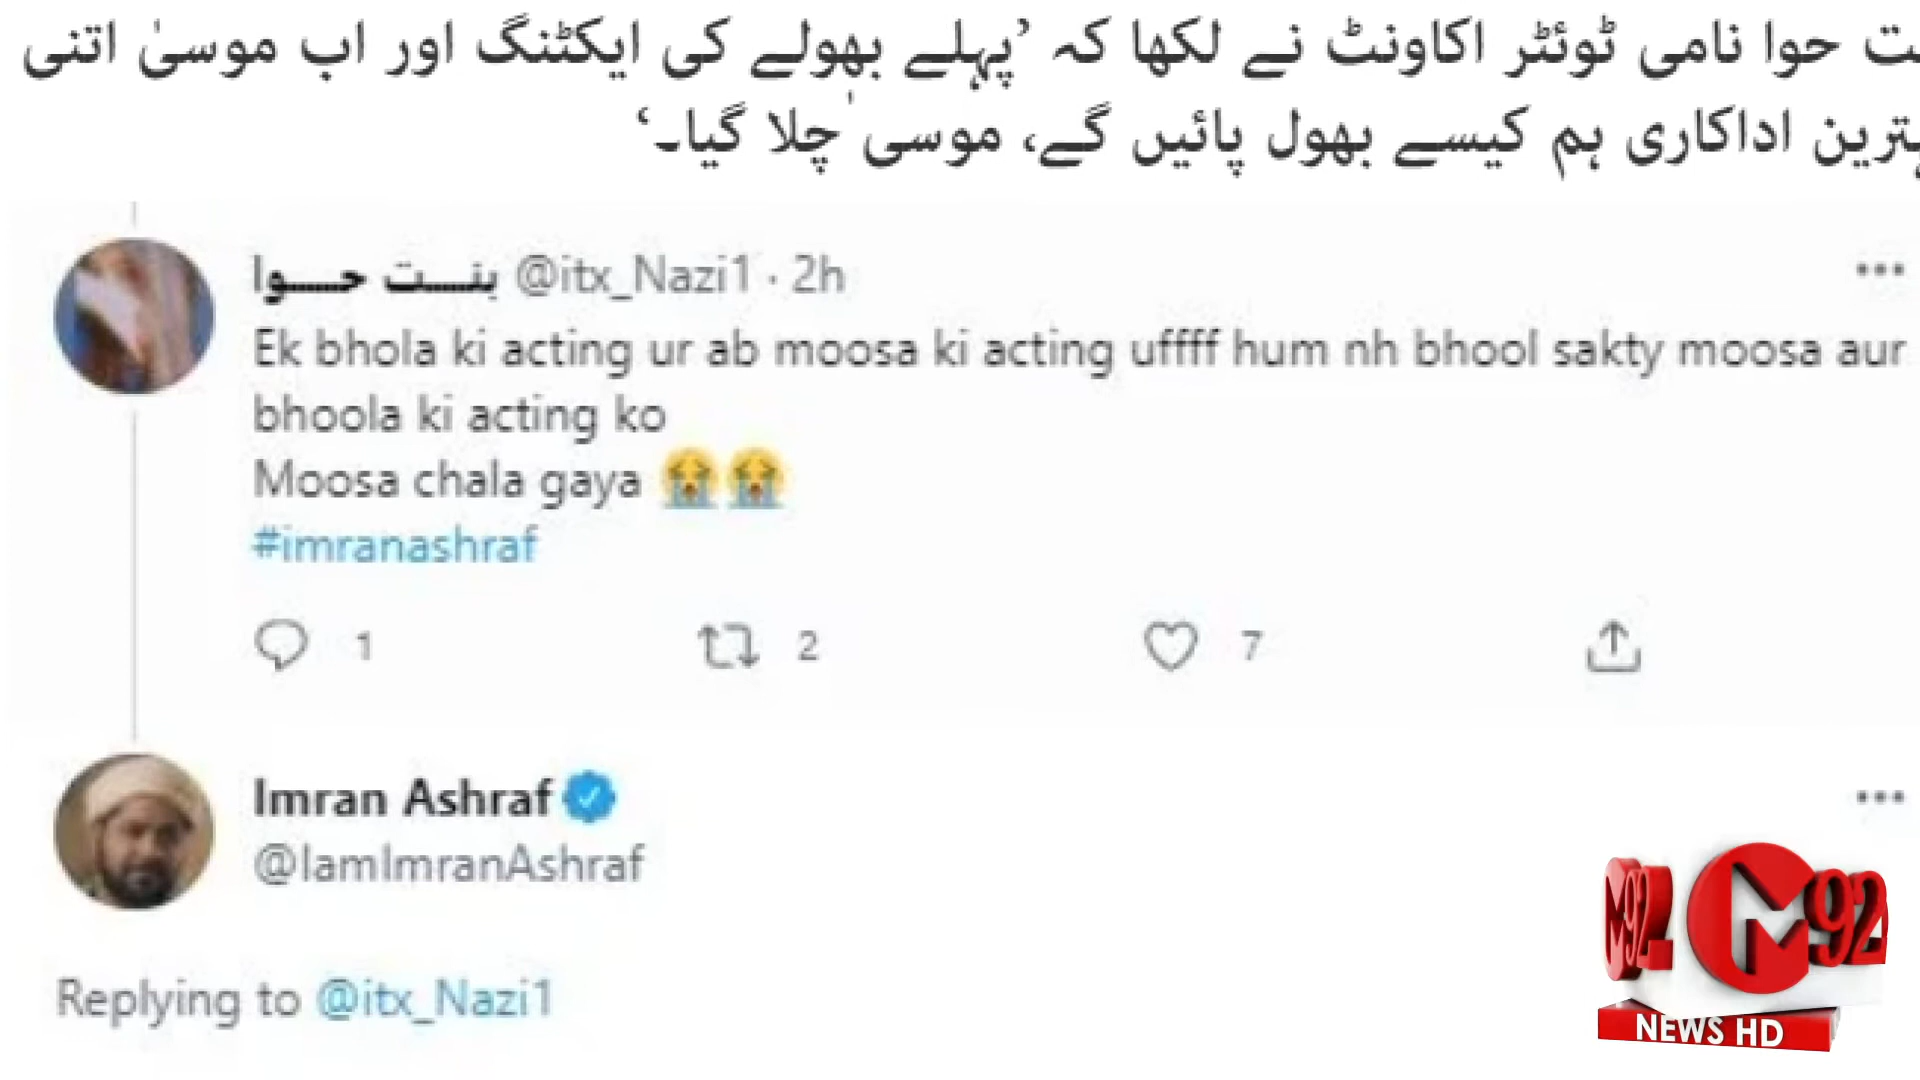 حوا نامی ٹوئٹر اکاونٹ نے لکھا کہ ’پہلے بھولے کی ایکٹنگ اور اب موسیٰ اتنی
بہترین اداکاری ہم کیسے بھول پائیں گے، موسی ٰچلا گیا۔‘
بنت حوا @itx_Nazi1 · 2h
Ek bhola ki acting ur ab moosa ki acting uffff hum nh bhool sakty moosa aur
bhoola ki acting ko
Moosa chala gaya 😭😭
#imranashraf
1 2 7
Imran Ashraf
@IamImranAshraf
Replying to @itx_Nazi1
M92 M92
NEWS HD